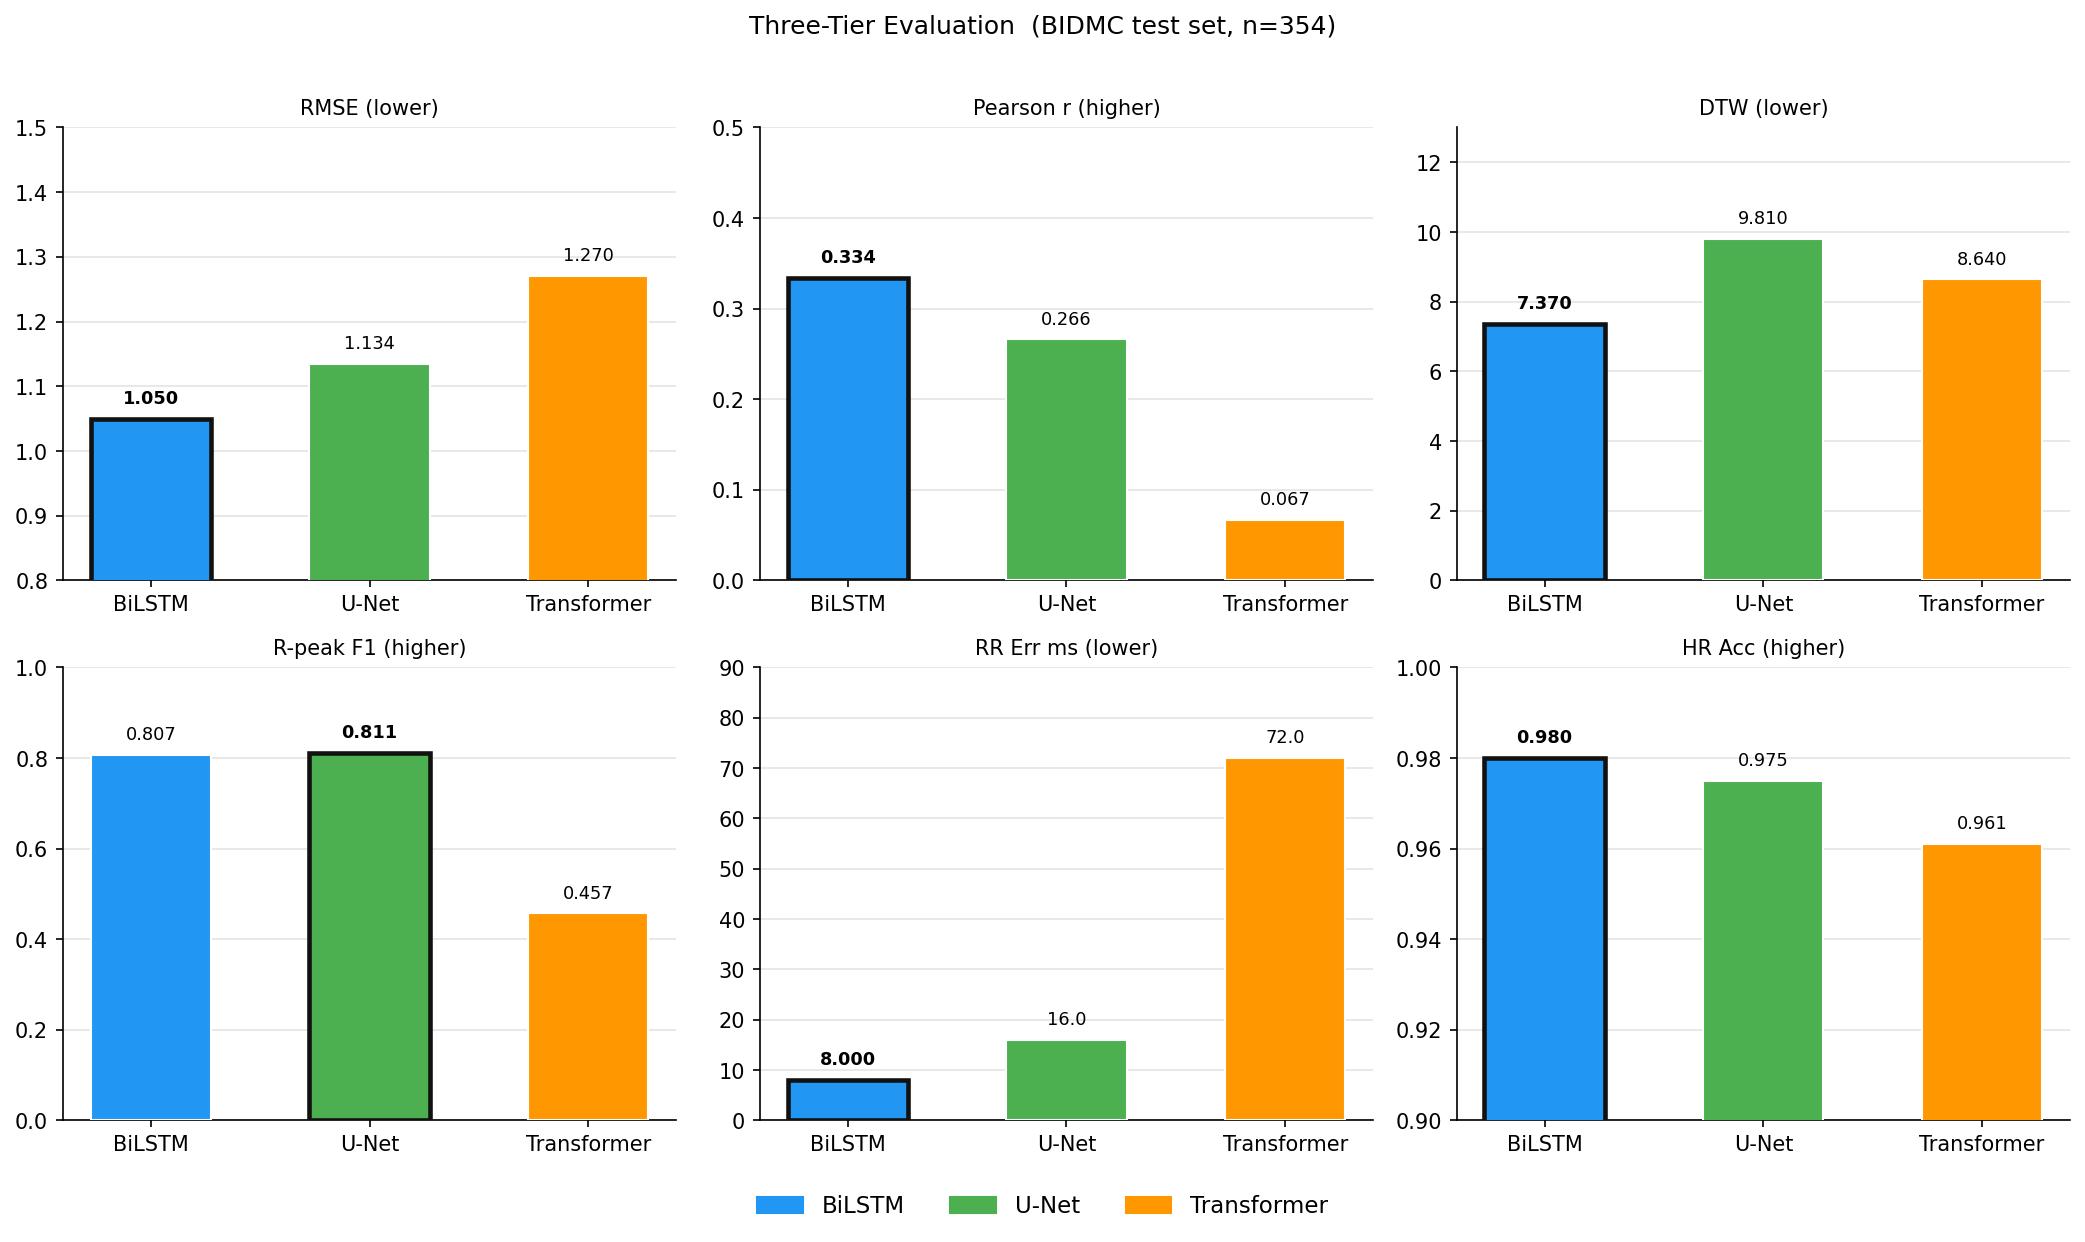 Three-Tier Evaluation  (BIDMC test set, n=354)
RMSE (lower)
1.5
1.4
1.3
1.2
1.1
1.0
0.9
0.8
1.050
1.134
1.270
BiLSTM
U-Net
Transformer
Pearson r (higher)
0.5
0.4
0.3
0.2
0.1
0.0
0.334
0.266
0.067
BiLSTM
U-Net
Transformer
DTW (lower)
12
10
8
6
4
2
0
7.370
9.810
8.640
BiLSTM
U-Net
Transformer
R-peak F1 (higher)
1.0
0.8
0.6
0.4
0.2
0.0
0.807
0.811
0.457
BiLSTM
U-Net
Transformer
RR Err ms (lower)
90
80
70
60
50
40
30
20
10
0
8.000
16.0
72.0
BiLSTM
U-Net
Transformer
HR Acc (higher)
1.00
0.98
0.96
0.94
0.92
0.90
0.980
0.975
0.961
BiLSTM
U-Net
Transformer
BiLSTM
U-Net
Transformer